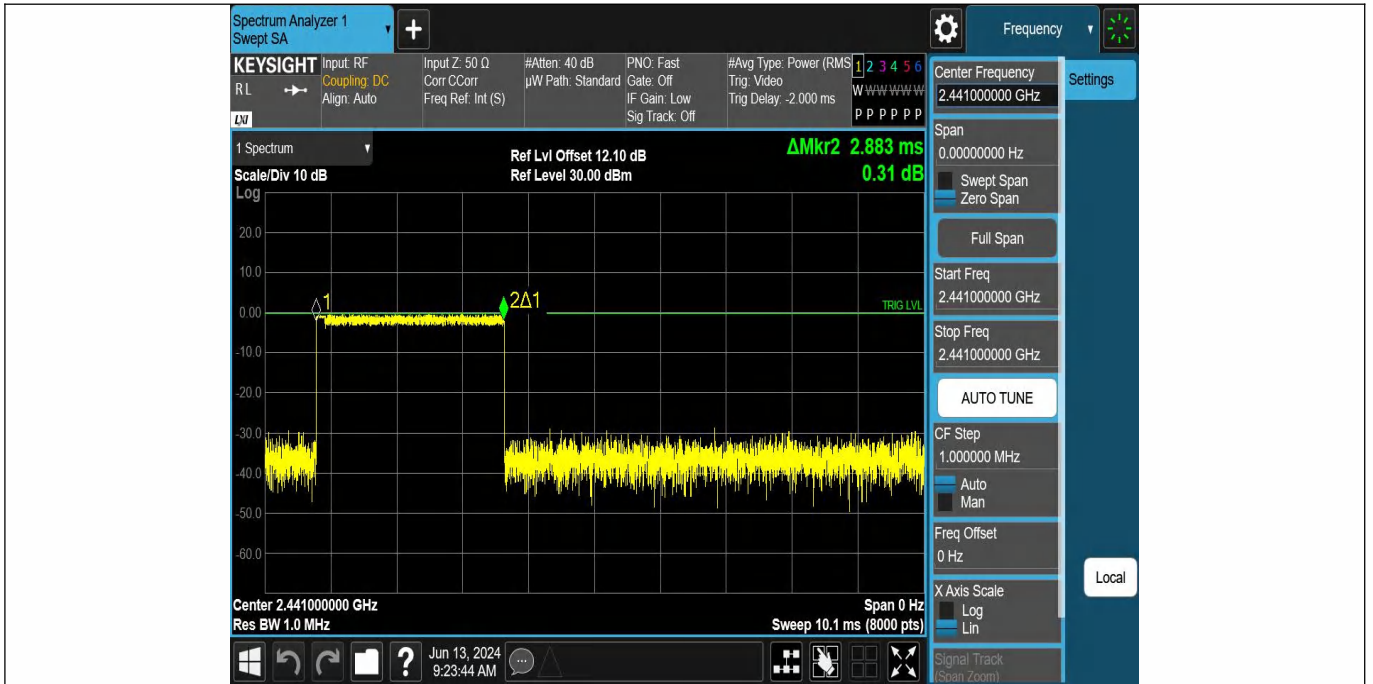 Spectrum Analyzer 1
Swept SA
Frequency
KEYSIGHT
RL
LXI
Input: RF
Coupling: DC
Align: Auto
Input Z: 50 Ω
Corr CCorr
Freq Ref: Int (S)
#Atten: 40 dB
µW Path: Standard
PNO: Fast
Gate: Off
IF Gain: Low
Sig Track: Off
#Avg Type: Power (RMS
Trig: Video
Trig Delay: -2.000 ms
1 2 3 4 5 6
W W W W W W
P P P P P P
1 Spectrum
Scale/Div 10 dB
Ref Lvl Offset 12.10 dB
Ref Level 30.00 dBm
ΔMkr2 2.883 ms
0.31 dB
Log
20.0
10.0
0.00
-10.0
-20.0
-30.0
-40.0
-50.0
-60.0
1
2Δ1
TRIG LVL
Center 2.441000000 GHz
Span 0 Hz
Res BW 1.0 MHz
Sweep 10.1 ms (8000 pts)
Jun 13, 2024
9:23:44 AM
Center Frequency
2.441000000 GHz
Settings
Span
0.00000000 Hz
Swept Span
Zero Span
Full Span
Start Freq
2.441000000 GHz
Stop Freq
2.441000000 GHz
AUTO TUNE
CF Step
1.000000 MHz
Auto
Man
Freq Offset
0 Hz
X Axis Scale
Log
Lin
Signal Track
(Span Zoom)
Local